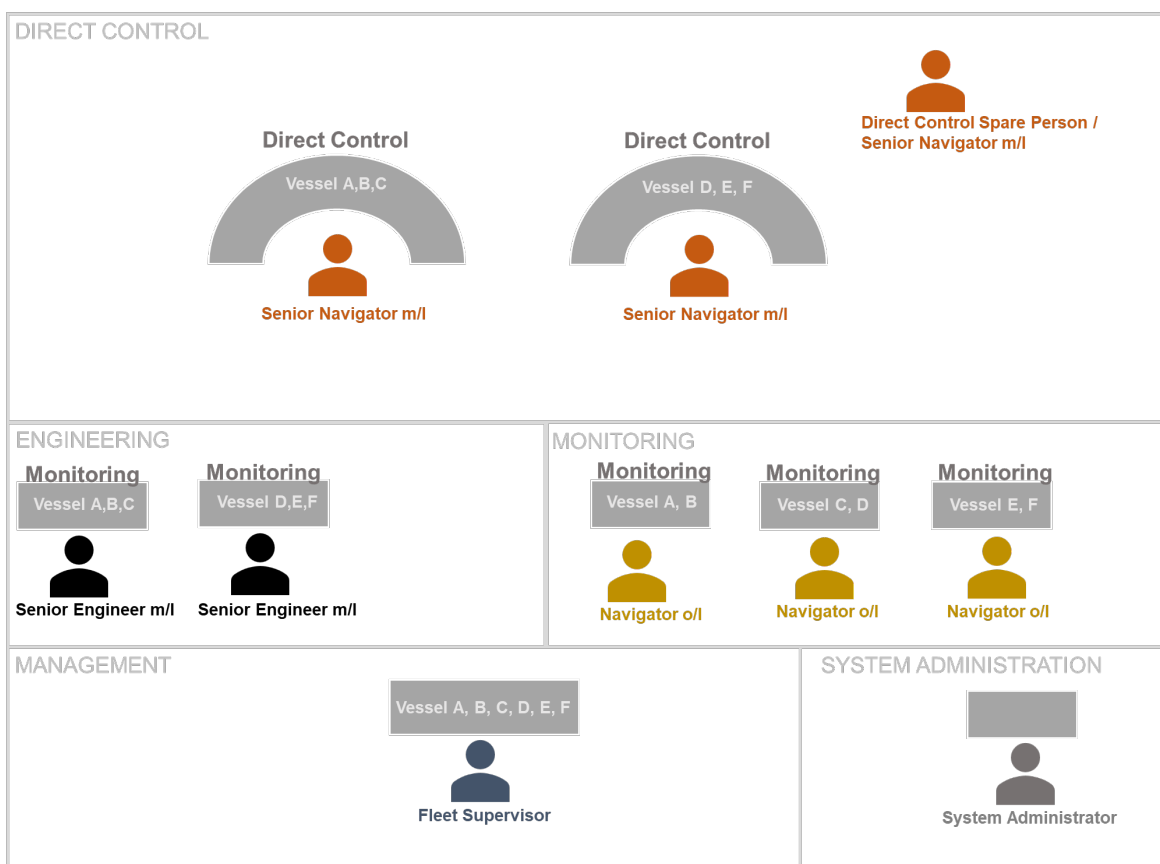 DIRECT CONTROL
Direct Control Spare Person /
Senior Navigator m/l
Direct Control
Vessel A,B,C
Senior Navigator m/l
Direct Control
Vessel D, E, F
Senior Navigator m/l
ENGINEERING
Monitoring
Vessel A,B,C
Senior Engineer m/l
Monitoring
Vessel D,E,F
Senior Engineer m/l
MONITORING
Monitoring
Vessel A, B
Navigator o/l
Monitoring
Vessel C, D
Navigator o/l
Monitoring
Vessel E, F
Navigator o/l
MANAGEMENT
Vessel A, B, C, D, E, F
Fleet Supervisor
SYSTEM ADMINISTRATION
System Administrator